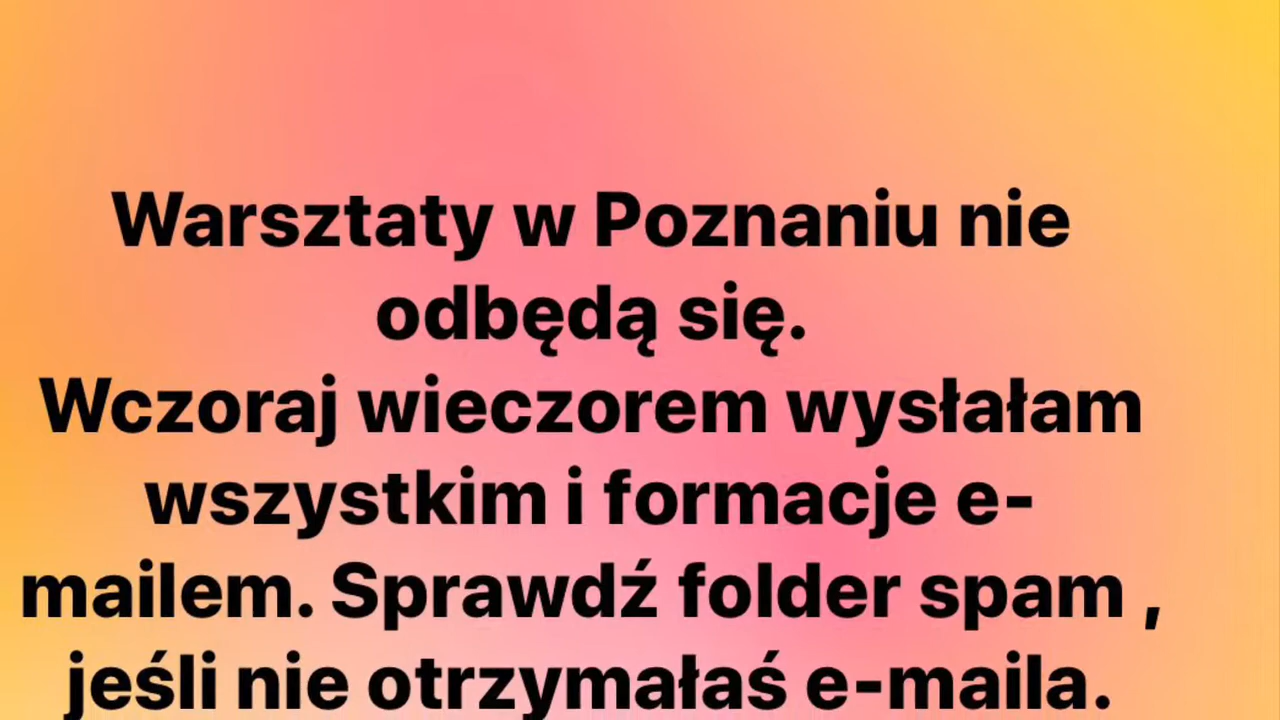 Warsztaty w Poznaniu nie
odbędą się.
Wczoraj wieczorem wysłałam
wszystkim i formacje e-
mailem. Sprawdź folder spam ,
jeśli nie otrzymałaś e-maila.